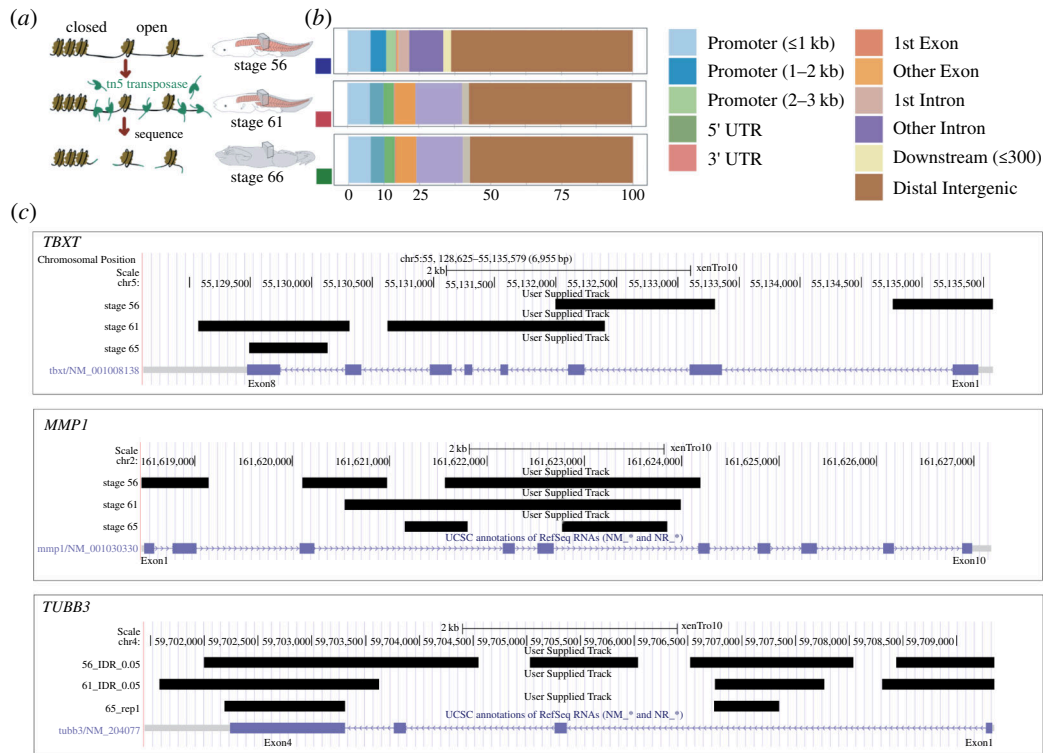 (a)
closed open
tn5 transposase
sequence
stage 56
stage 61
stage 66
(b)
0 10 25 50 75 100
Promoter (≤1 kb)
Promoter (1–2 kb)
Promoter (2–3 kb)
5' UTR
3' UTR
1st Exon
Other Exon
1st Intron
Other Intron
Downstream (≤300)
Distal Intergenic
(c)
TBXT
Chromosomal Position chr5:55, 128,625–55,135,579 (6,955 bp)
Scale 2 kb xenTro10
chr5: 55,129,500 55,130,000 55,130,500 55,131,000 55,131,500 55,132,000 55,132,500 55,133,000 55,133,500 55,134,000 55,134,500 55,135,000 55,135,500
User Supplied Track
stage 56
User Supplied Track
stage 61
User Supplied Track
stage 65
tbxt/NM_001008138
Exon8 Exon1
MMP1
Scale 2 kb xenTro10
chr2: 161,619,000 161,620,000 161,621,000 161,622,000 161,623,000 161,624,000 161,625,000 161,626,000 161,627,000
User Supplied Track
stage 56
User Supplied Track
stage 61
User Supplied Track
stage 65
UCSC annotations of RefSeq RNAs (NM_* and NR_*)
mmp1/NM_001030330
Exon1 Exon10
TUBB3
Scale 2 kb xenTro10
chr4: 59,702,000 59,702,500 59,703,000 59,703,500 59,704,000 59,704,500 59,705,000 59,705,500 59,706,000 59,706,500 59,707,000 59,707,500 59,708,000 59,708,500 59,709,000
User Supplied Track
56_IDR_0.05
User Supplied Track
61_IDR_0.05
User Supplied Track
65_rep1
UCSC annotations of RefSeq RNAs (NM_* and NR_*)
tubb3/NM_204077
Exon4 Exon1